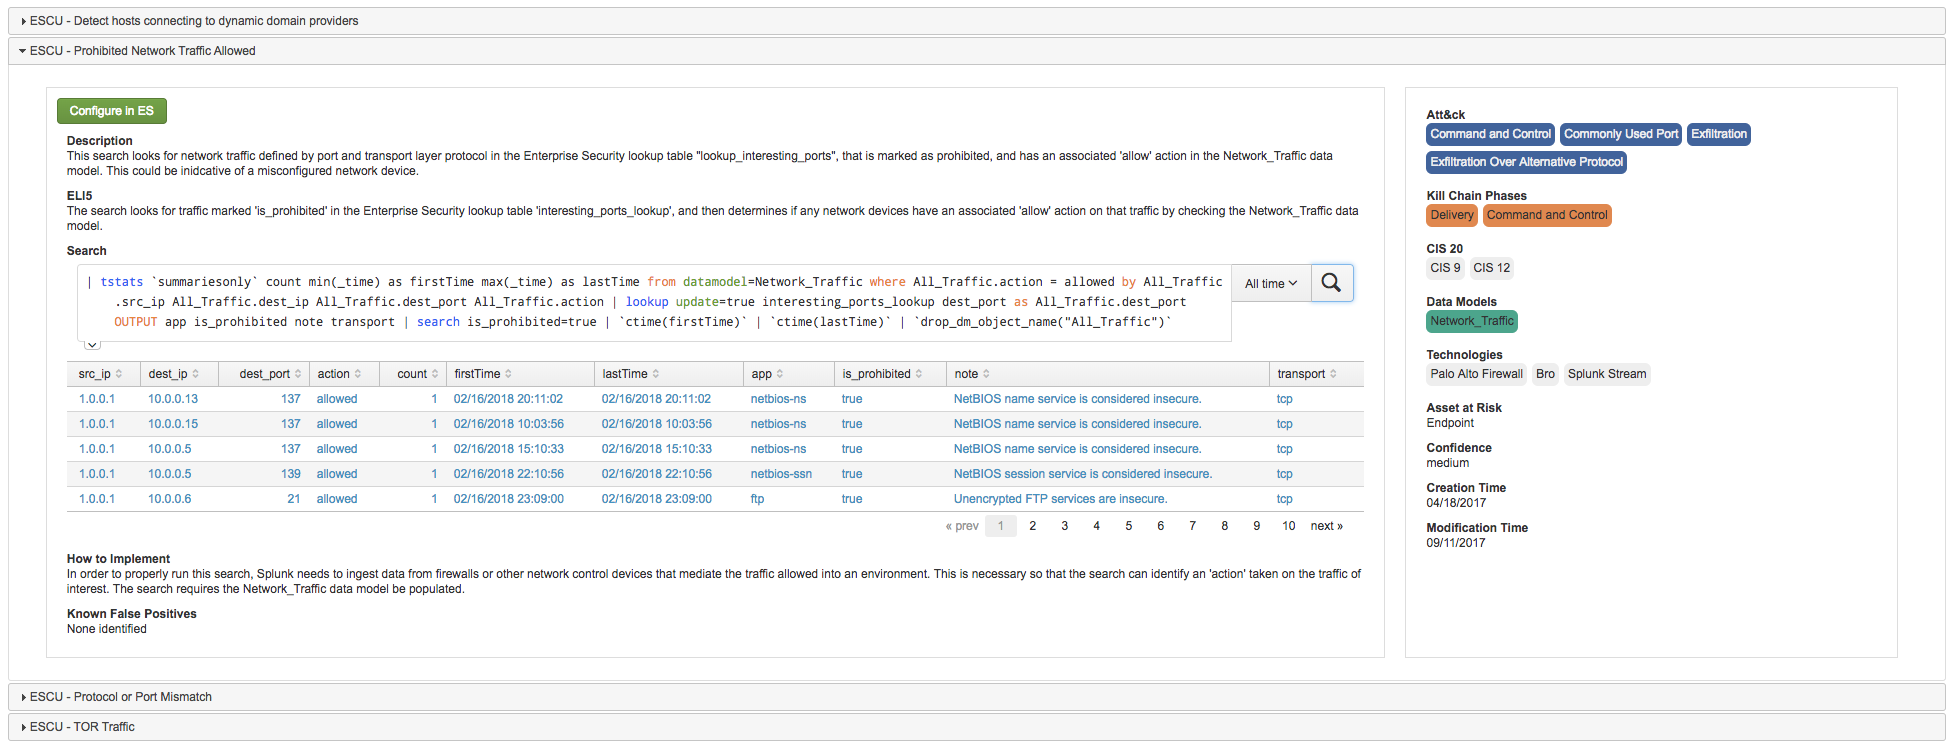 ESCU - Detect hosts connecting to dynamic domain providers
ESCU - Prohibited Network Traffic Allowed
Configure in ES
Description
This search looks for network traffic defined by port and transport layer protocol in the Enterprise Security lookup table "lookup_interesting_ports", that is marked as prohibited, and has an associated 'allow' action in the Network_Traffic data
model. This could be inidcative of a misconfigured network device.
ELI5
The search looks for traffic marked 'is_prohibited' in the Enterprise Security lookup table 'interesting_ports_lookup', and then determines if any network devices have an associated 'allow' action on that traffic by checking the Network_Traffic data
model.
Search
| tstats `summariesonly` count min(_time) as firstTime max(_time) as lastTime from datamodel=Network_Traffic where All_Traffic.action = allowed by All_Traffic
.src_ip All_Traffic.dest_ip All_Traffic.dest_port All_Traffic.action | lookup update=true interesting_ports_lookup dest_port as All_Traffic.dest_port
OUTPUT app is_prohibited note transport | search is_prohibited=true | `ctime(firstTime)` | `ctime(lastTime)` | `drop_dm_object_name("All_Traffic")`
All time
src_ip dest_ip dest_port action count firstTime lastTime app is_prohibited note transport
1.0.0.1 10.0.0.13 137 allowed 1 02/16/2018 20:11:02 02/16/2018 20:11:02 netbios-ns true NetBIOS name service is considered insecure. tcp
1.0.0.1 10.0.0.15 137 allowed 1 02/16/2018 10:03:56 02/16/2018 10:03:56 netbios-ns true NetBIOS name service is considered insecure. tcp
1.0.0.1 10.0.0.5 137 allowed 1 02/16/2018 15:10:33 02/16/2018 15:10:33 netbios-ns true NetBIOS name service is considered insecure. tcp
1.0.0.1 10.0.0.5 139 allowed 1 02/16/2018 22:10:56 02/16/2018 22:10:56 netbios-ssn true NetBIOS session service is considered insecure. tcp
1.0.0.1 10.0.0.6 21 allowed 1 02/16/2018 23:09:00 02/16/2018 23:09:00 ftp true Unencrypted FTP services are insecure. tcp
« prev 1 2 3 4 5 6 7 8 9 10 next »
How to Implement
In order to properly run this search, Splunk needs to ingest data from firewalls or other network control devices that mediate the traffic allowed into an environment. This is necessary so that the search can identify an 'action' taken on the traffic of
interest. The search requires the Network_Traffic data model be populated.
Known False Positives
None identified
Att&ck
Command and Control Commonly Used Port Exfiltration
Exfiltration Over Alternative Protocol
Kill Chain Phases
Delivery Command and Control
CIS 20
CIS 9 CIS 12
Data Models
Network_Traffic
Technologies
Palo Alto Firewall Bro Splunk Stream
Asset at Risk
Endpoint
Confidence
medium
Creation Time
04/18/2017
Modification Time
09/11/2017
ESCU - Protocol or Port Mismatch
ESCU - TOR Traffic